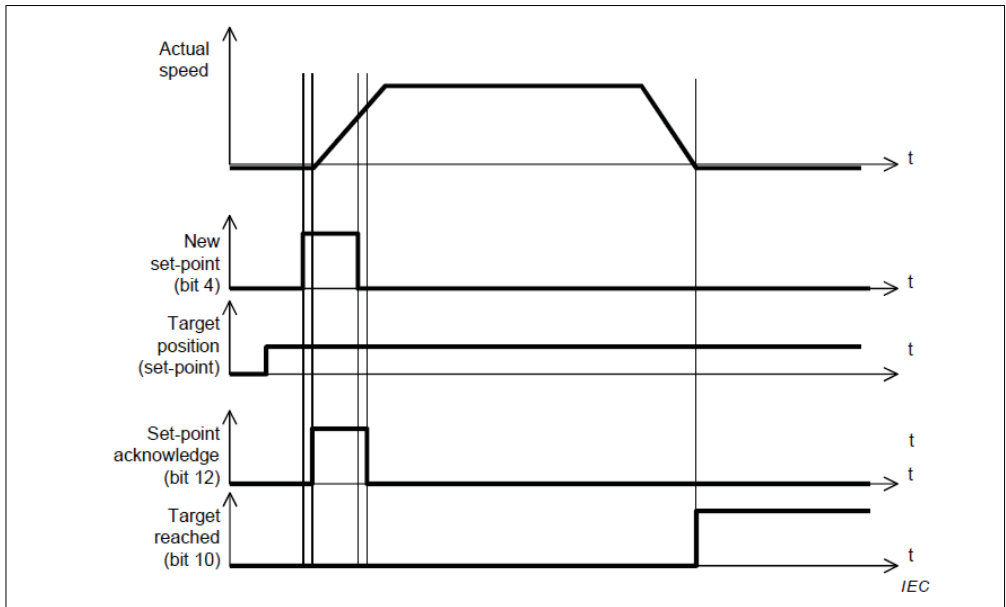 Actual
speed
t
New
set-point
(bit 4)
t
Target
position
(set-point)
t
Set-point
acknowledge
(bit 12)
t
t
Target
reached
(bit 10)
t
IEC